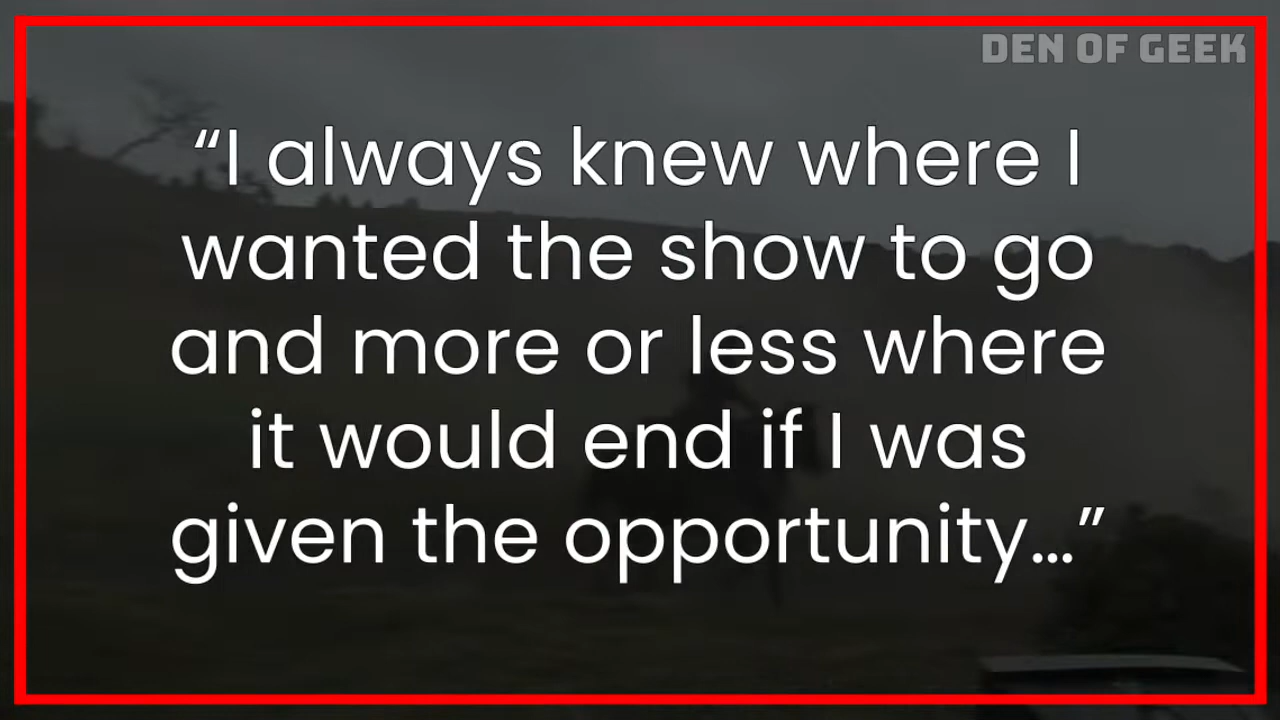 DEN OF GEEK
“I always knew where I
wanted the show to go
and more or less where
it would end if I was
given the opportunity…”